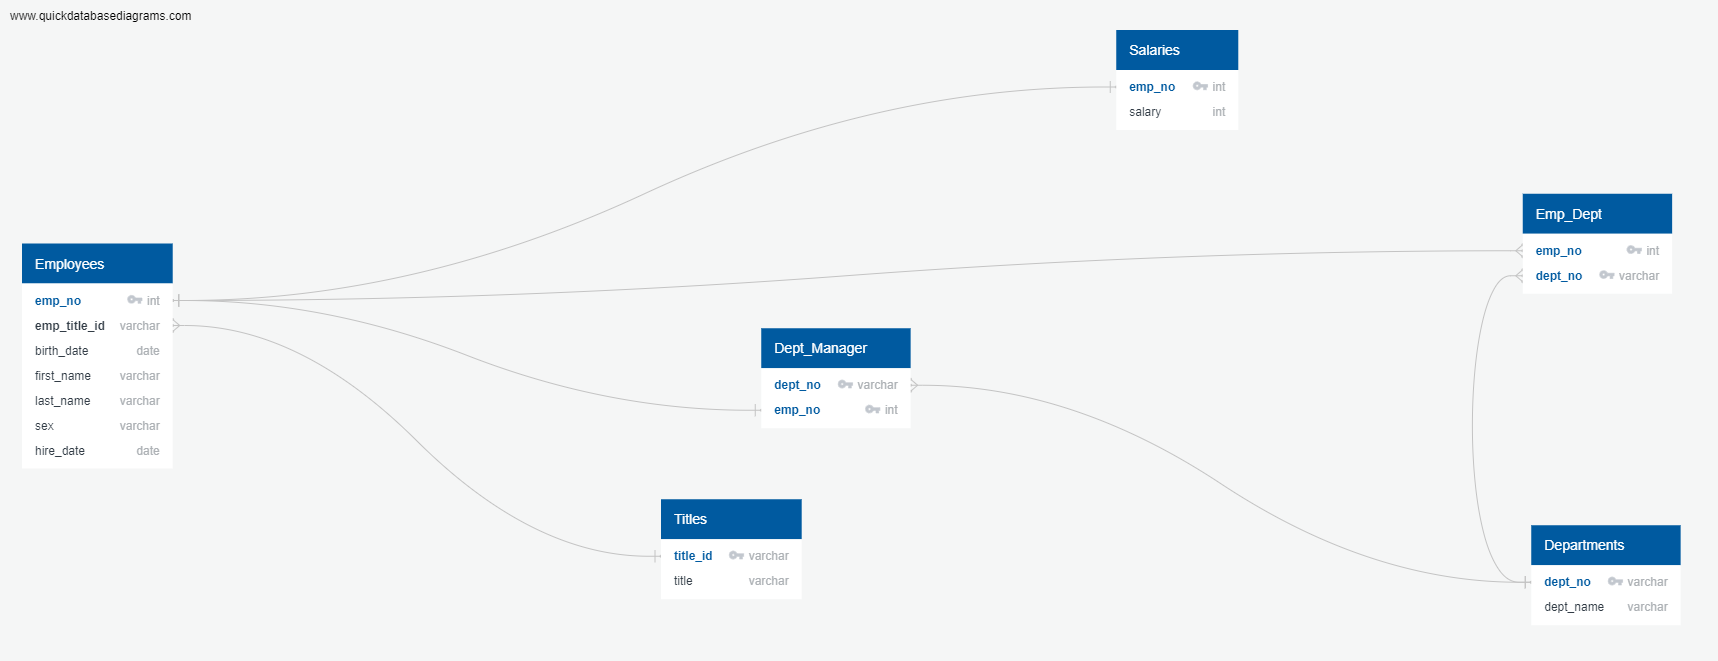 www.quickdatabasediagrams.com
Salaries
emp_no int
salary int
Emp_Dept
emp_no int
dept_no varchar
Employees
emp_no int
emp_title_id varchar
birth_date date
first_name varchar
last_name varchar
sex varchar
hire_date date
Dept_Manager
dept_no varchar
emp_no int
Titles
title_id varchar
title varchar
Departments
dept_no varchar
dept_name varchar